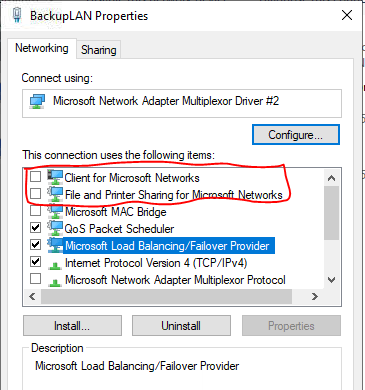 BackupLAN Properties
Networking
Sharing
Connect using:
Microsoft Network Adapter Multiplexor Driver #2
Configure...
This connection uses the following items:
Client for Microsoft Networks
File and Printer Sharing for Microsoft Networks
Microsoft MAC Bridge
QoS Packet Scheduler
Microsoft Load Balancing/Failover Provider
Internet Protocol Version 4 (TCP/IPv4)
Microsoft Network Adapter Multiplexor Protocol
Install...
Uninstall
Properties
Description
Microsoft Load Balancing/Failover Provider